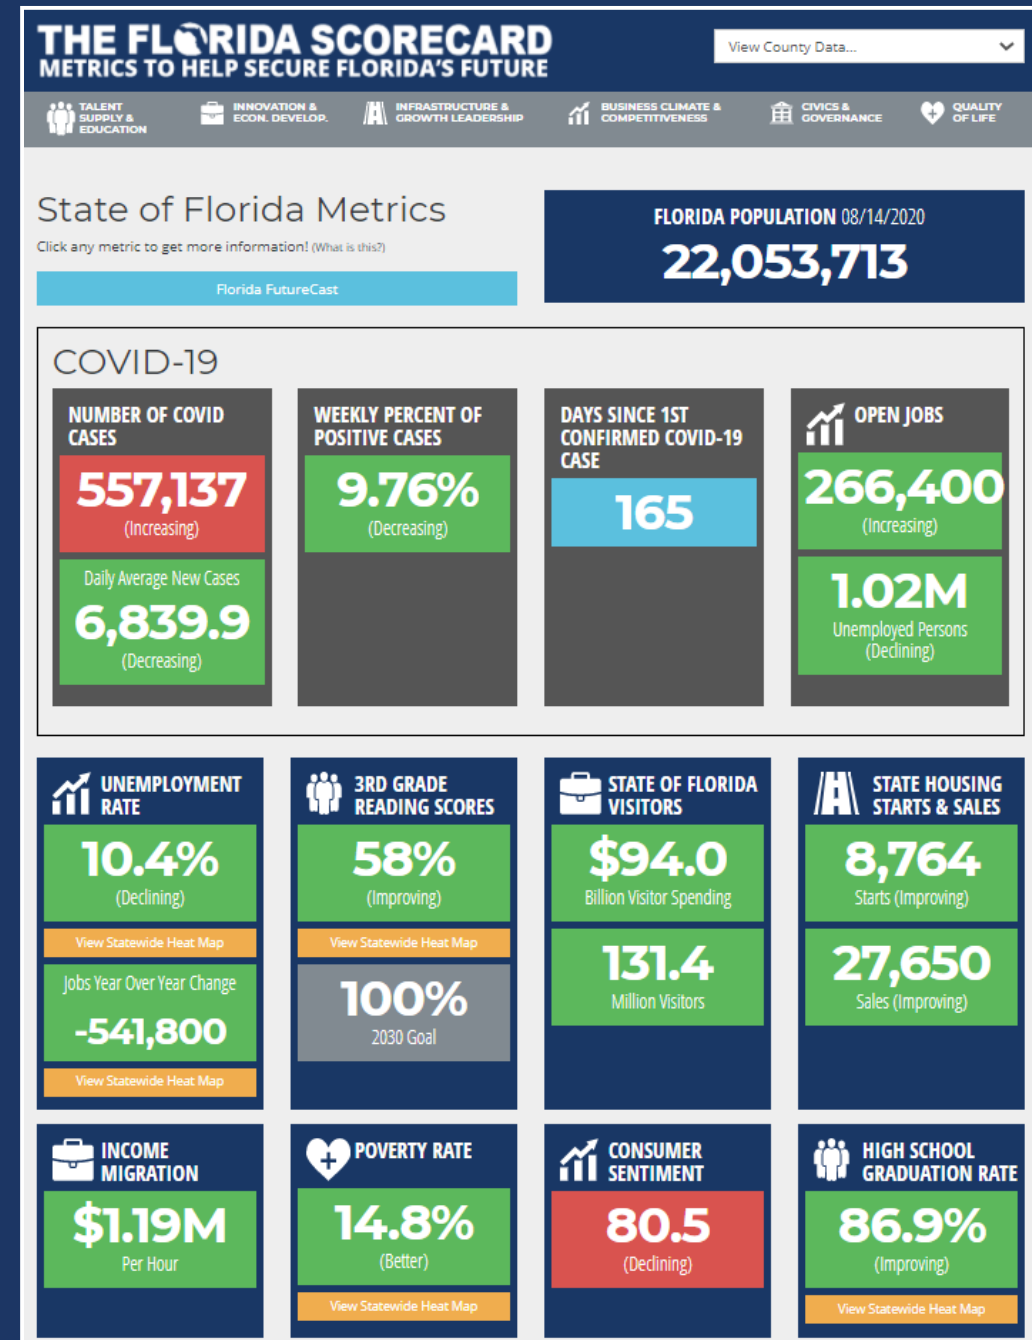 THE FLORIDA SCORECARD
METRICS TO HELP SECURE FLORIDA'S FUTURE
View County Data...
TALENT
SUPPLY &
EDUCATION
INNOVATION &
ECON. DEVELOP.
INFRASTRUCTURE &
GROWTH LEADERSHIP
BUSINESS CLIMATE &
COMPETITIVENESS
CIVICS &
GOVERNANCE
QUALITY
OF LIFE
State of Florida Metrics
Click any metric to get more information! (What is this?)
Florida FutureCast
FLORIDA POPULATION 08/14/2020
22,053,713
COVID-19
NUMBER OF COVID
CASES
557,137
(Increasing)
Daily Average New Cases
6,839.9
(Decreasing)
WEEKLY PERCENT OF
POSITIVE CASES
9.76%
(Decreasing)
DAYS SINCE 1ST
CONFIRMED COVID-19
CASE
165
OPEN JOBS
266,400
(Increasing)
1.02M
Unemployed Persons
(Declining)
UNEMPLOYMENT
RATE
10.4%
(Declining)
View Statewide Heat Map
Jobs Year Over Year Change
-541,800
View Statewide Heat Map
3RD GRADE
READING SCORES
58%
(Improving)
View Statewide Heat Map
100%
2030 Goal
STATE OF FLORIDA
VISITORS
$94.0
Billion Visitor Spending
131.4
Million Visitors
STATE HOUSING
STARTS & SALES
8,764
Starts (Improving)
27,650
Sales (Improving)
INCOME
MIGRATION
$1.19M
Per Hour
POVERTY RATE
14.8%
(Better)
View Statewide Heat Map
CONSUMER
SENTIMENT
80.5
(Declining)
HIGH SCHOOL
GRADUATION RATE
86.9%
(Improving)
View Statewide Heat Map